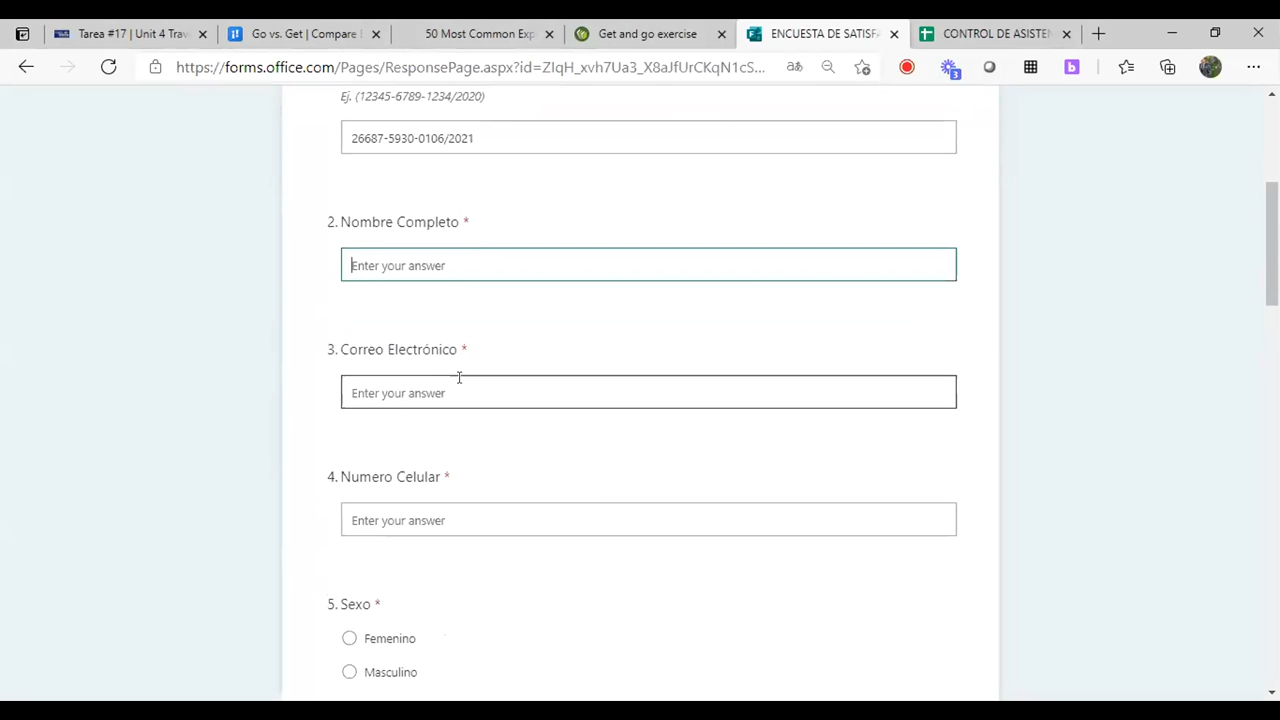 Tarea #17 | Unit 4 Trav
Go vs. Get | Compare
50 Most Common Exp
Get and go exercise
ENCUESTA DE SATISFA
CONTROL DE ASISTEN
https://forms.office.com/Pages/ResponsePage.aspx?id=ZIqH_xvh7Ua3_X8aJfUrCKqN1cS...
3
Ej. (12345-6789-1234/2020)
26687-5930-0106/2021
2. Nombre Completo *
Enter your answer
3. Correo Electrónico *
Enter your answer
4. Numero Celular *
Enter your answer
5. Sexo *
Femenino
Masculino